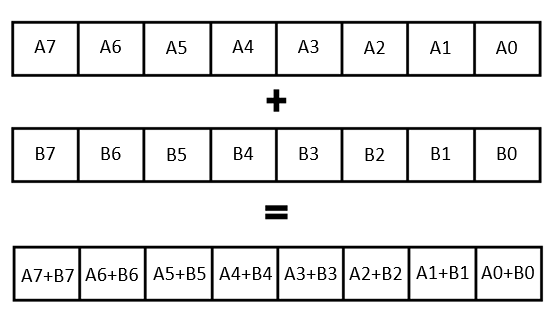 A7 A6 A5 A4 A3 A2 A1 A0
+
B7 B6 B5 B4 B3 B2 B1 B0
=
A7+B7 A6+B6 A5+B5 A4+B4 A3+B3 A2+B2 A1+B1 A0+B0